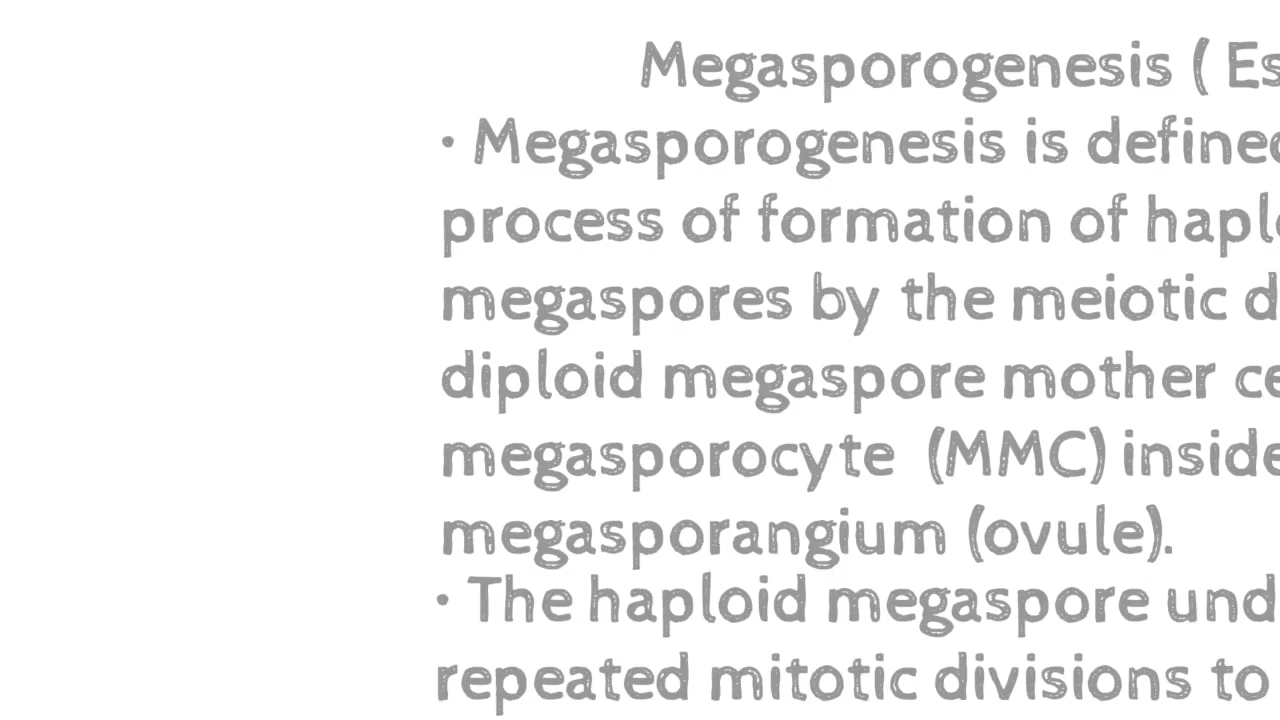 Megasporogenesis ( Es
• Megasporogenesis is defined
process of formation of haplo
megaspores by the meiotic d
diploid megaspore mother ce
megasporocyte (MMC) inside
megasporangium (ovule).
• The haploid megaspore und
repeated mitotic divisions to